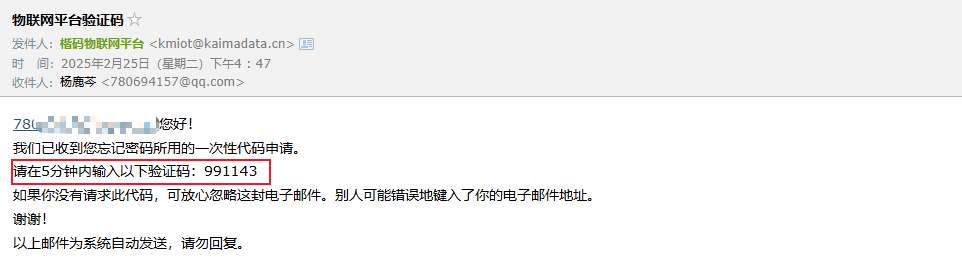 物联网平台验证码☆
发件人：楷码物联网平台 <kmiot@kaimadata.cn>
时　间：2025年2月25日（星期二）下午4：47
收件人：杨鹿芩 <780694157@qq.com>
780 您好！
我们已收到您忘记密码所用的一次性代码申请。
请在5分钟内输入以下验证码：991143
如果你没有请求此代码，可放心忽略这封电子邮件。别人可能错误地键入了你的电子邮件地址。
谢谢！
以上邮件为系统自动发送，请勿回复。